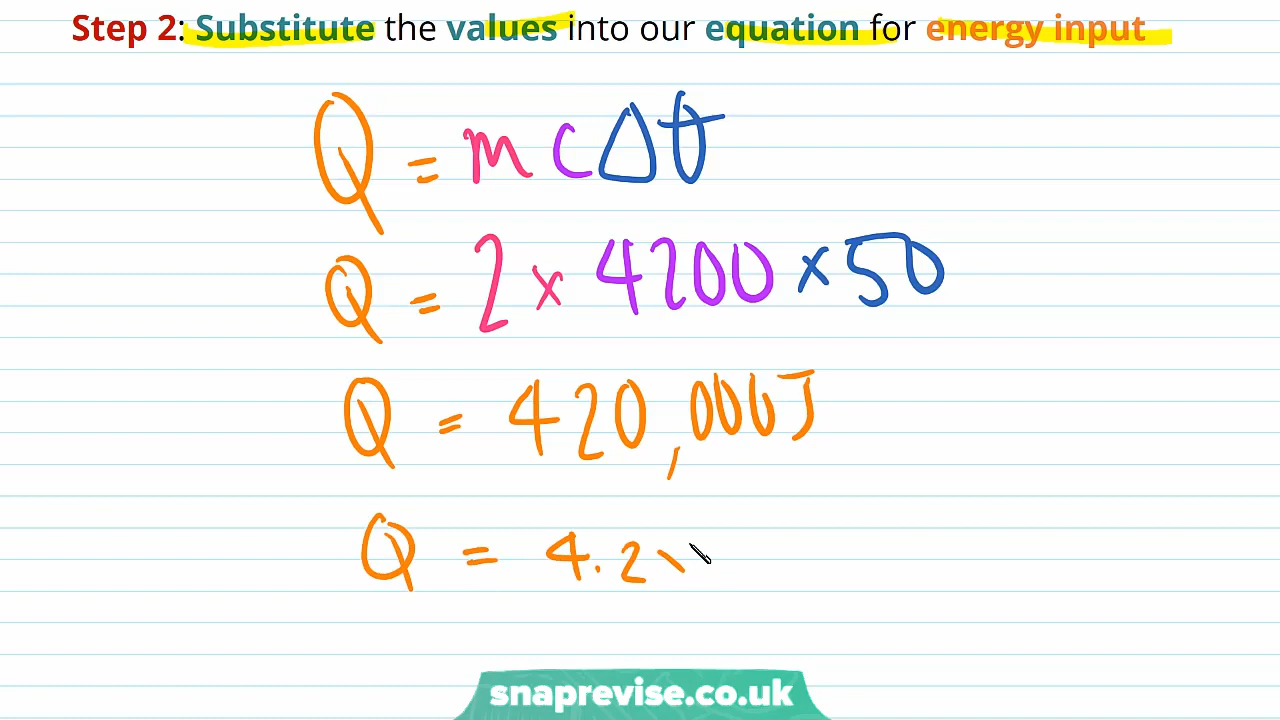 Step 2: Substitute the values into our equation for energy input
Q = mcΔθ
Q = 2 × 4200 × 50
Q = 420,000J
Q = 4.2
snaprevise.co.uk